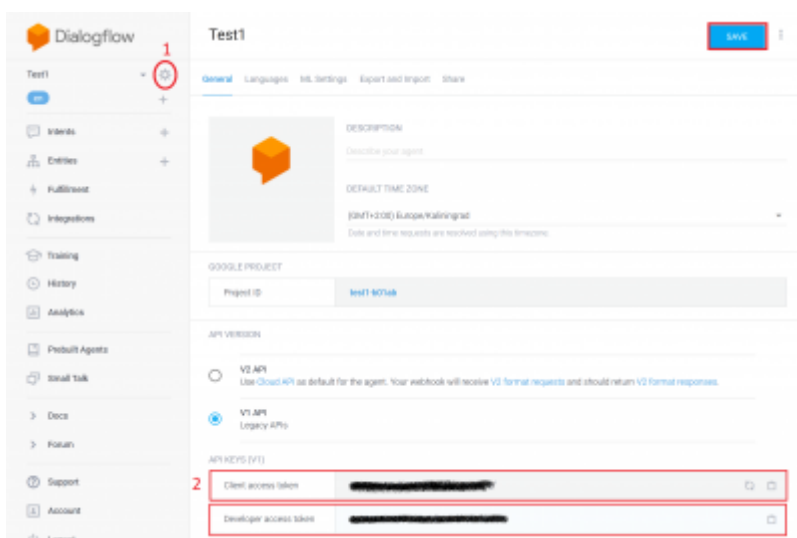 Dialogflow
1
Test1
en
Intents
Entities
Fulfillment
Integrations
Training
History
Analytics
Prebuilt Agents
Small Talk
> Docs
> Forum
Support
Account
Test1
SAVE
General Languages ML Settings Export and Import Share
DESCRIPTION
Describe your agent
DEFAULT TIME ZONE
(GMT+2:00) Europe/Kaliningrad
Date and time requests are resolved using this timezone.
GOOGLE PROJECT
Project ID
API VERSION
V2 API
Use Cloud API as default for the agent. Your webhook will receive V2 format requests and should return V2 format responses.
V1 API
Legacy APIs
API KEYS (V1)
2 Client access token
Developer access token